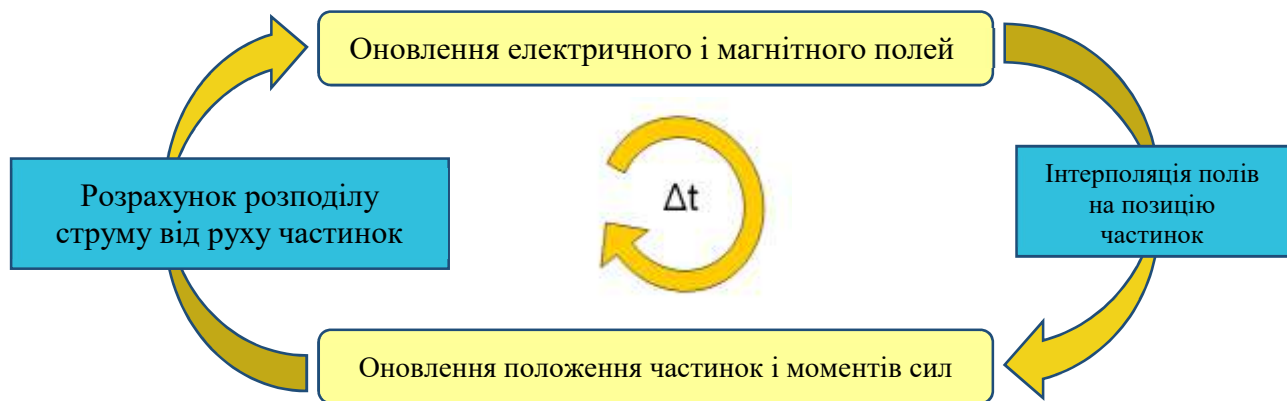 Оновлення електричного і магнітного полей
Розрахунок розподілу
струму від руху частинок
Δt
Інтерполяція полів
на позицію
частинок
Оновлення положення частинок і моментів сил